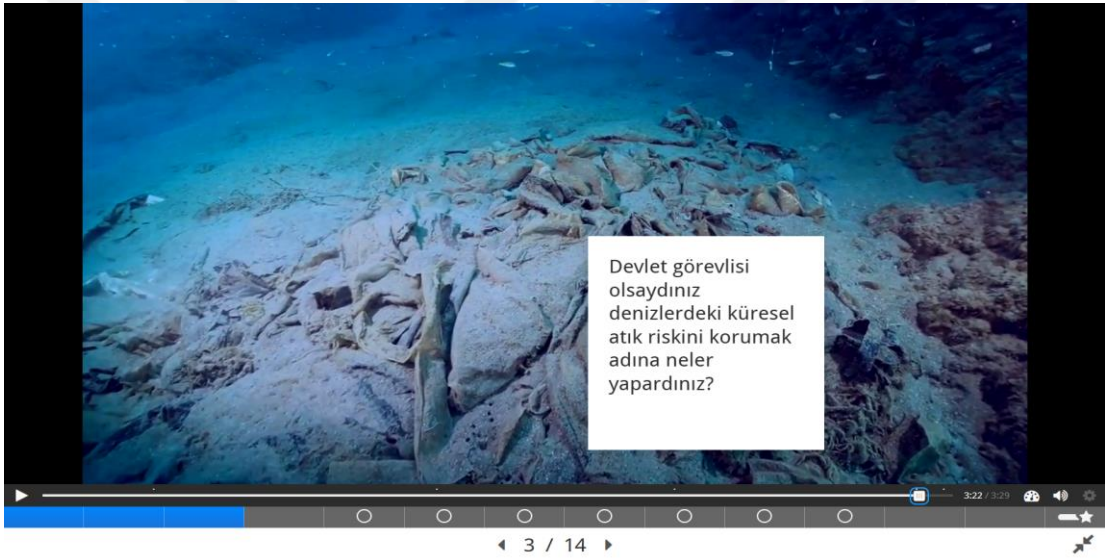 Devlet görevlisi
olsaydınız
denizlerdeki küresel
atık riskini korumak
adına neler
yapardınız?
3:22 / 3:29
3 / 14